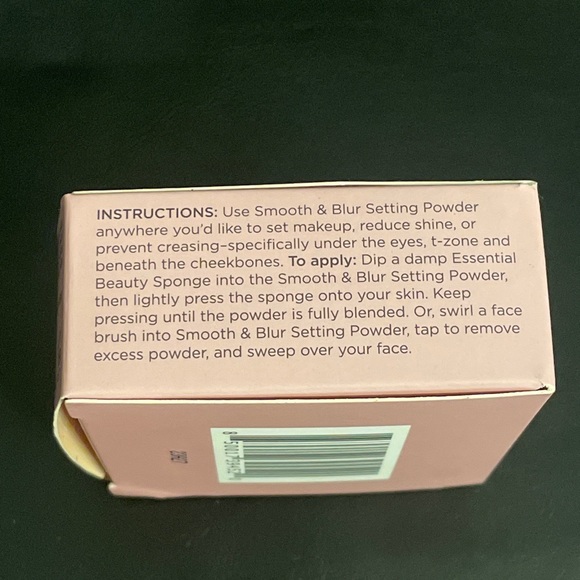 INSTRUCTIONS: Use Smooth & Blur Setting Powder
anywhere you'd like to set makeup, reduce shine, or
prevent creasing–specifically under the eyes, t-zone and
beneath the cheekbones. To apply: Dip a damp Essential
Beauty Sponge into the Smooth & Blur Setting Powder,
then lightly press the sponge onto your skin. Keep
pressing until the powder is fully blended. Or, swirl a face
brush into Smooth & Blur Setting Powder, tap to remove
excess powder, and sweep over your face.